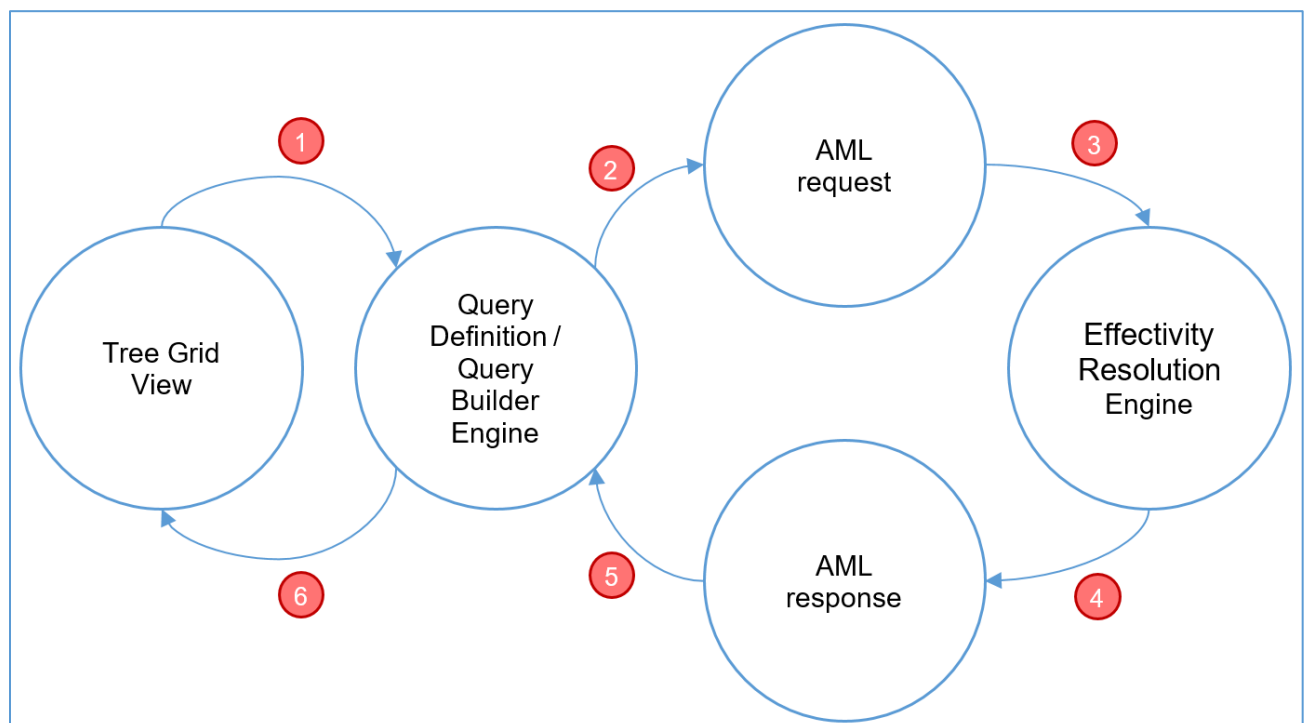 1
2
AML
request
3
Tree Grid
View
Query
Definition /
Query
Builder
Engine
Effectivity
Resolution
Engine
6
5
AML
response
4